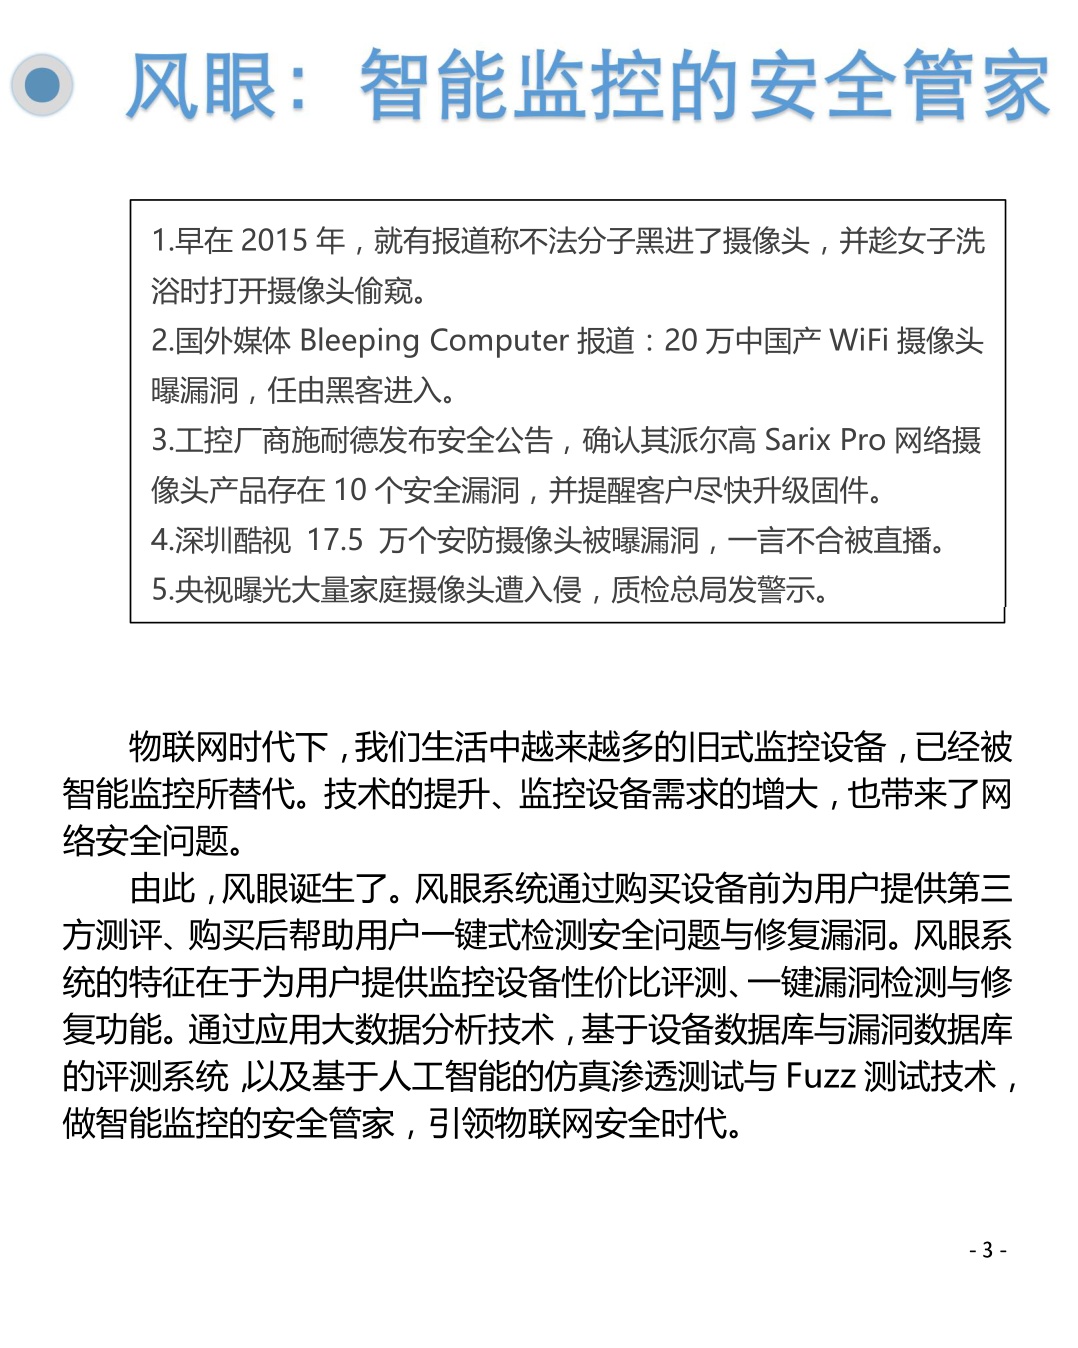 风眼：智能监控的安全管家
1.早在 2015 年，就有报道称不法分子黑进了摄像头，并趁女子洗
浴时打开摄像头偷窥。
2.国外媒体 Bleeping Computer 报道：20 万中国产 WiFi 摄像头
曝漏洞，任由黑客进入。
3.工控厂商施耐德发布安全公告，确认其派尔高 Sarix Pro 网络摄
像头产品存在 10 个安全漏洞，并提醒客户尽快升级固件。
4.深圳酷视 17.5 万个安防摄像头被曝漏洞，一言不合被直播。
5.央视曝光大量家庭摄像头遭入侵，质检总局发警示。
物联网时代下，我们生活中越来越多的旧式监控设备，已经被
智能监控所替代。技术的提升、监控设备需求的增大，也带来了网
络安全问题。
由此，风眼诞生了。风眼系统通过购买设备前为用户提供第三
方测评、购买后帮助用户一键式检测安全问题与修复漏洞。风眼系
统的特征在于为用户提供监控设备性价比评测、一键漏洞检测与修
复功能。通过应用大数据分析技术，基于设备数据库与漏洞数据库
的评测系统，以及基于人工智能的仿真渗透测试与 Fuzz 测试技术，
做智能监控的安全管家，引领物联网安全时代。
- 3 -